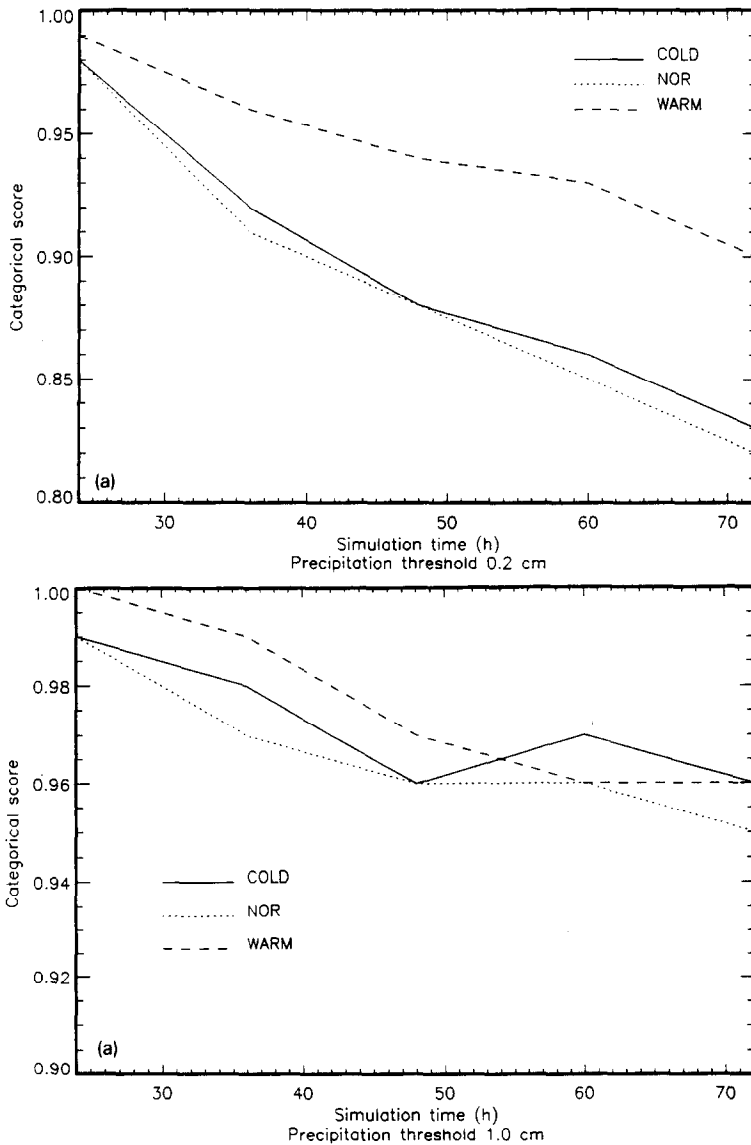 1.00
0.95
0.90
0.85
0.80
Categorical score
COLD
NOR
WARM
(a)
30 40 50 60 70
Simulation time (h)
Precipitation threshold 0.2 cm
1.00
0.98
0.96
0.94
0.92
0.90
Categorical score
COLD
NOR
WARM
(a)
30 40 50 60 70
Simulation time (h)
Precipitation threshold 1.0 cm